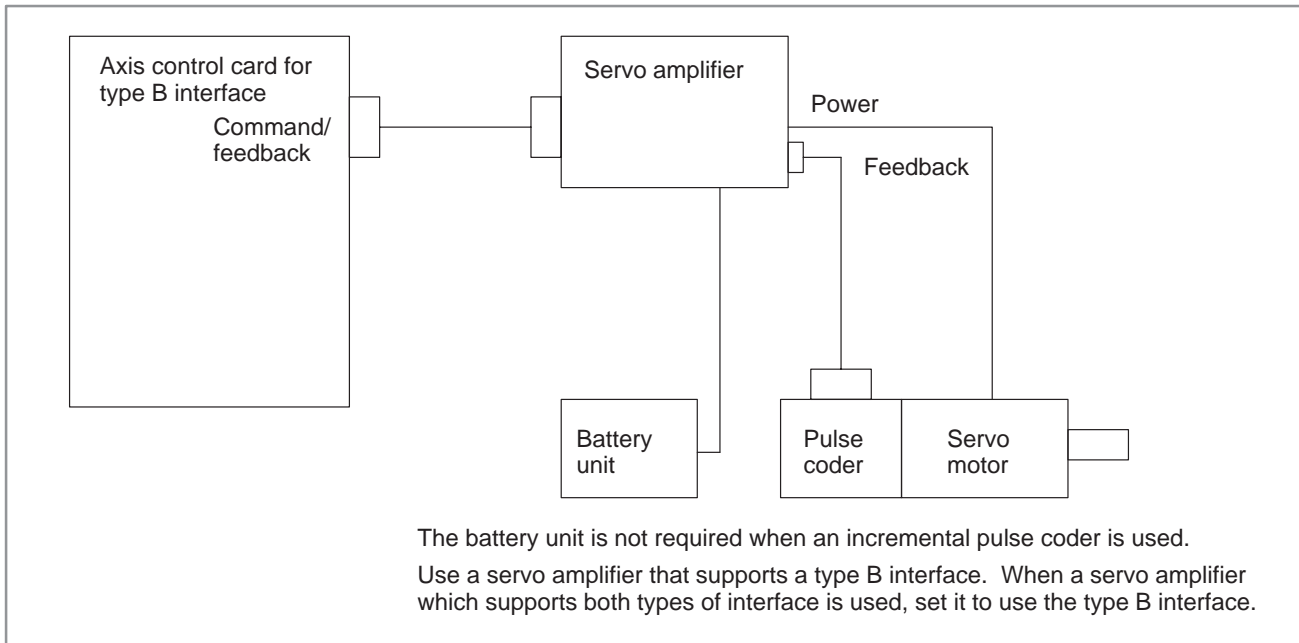 Axis control card for
type B interface
Command/
feedback
Servo amplifier
Power
Feedback
Battery
unit
Pulse
coder
Servo
motor
The battery unit is not required when an incremental pulse coder is used.
Use a servo amplifier that supports a type B interface.  When a servo amplifier
which supports both types of interface is used, set it to use the type B interface.